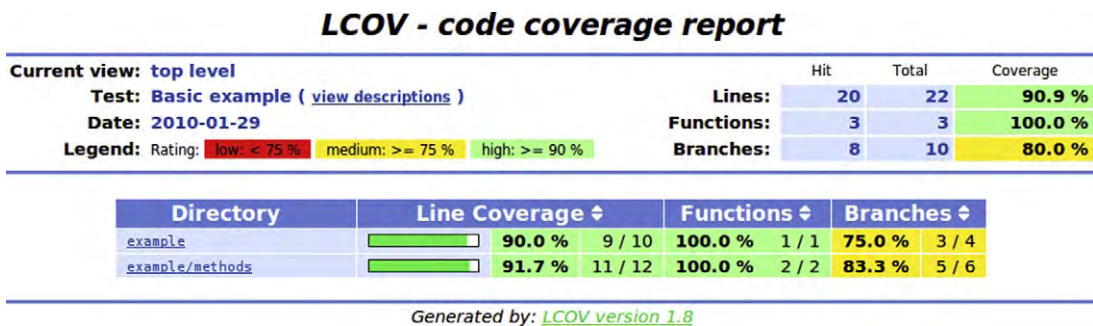 LCOV - code coverage report
Current view: top level
Hit Total Coverage
Test: Basic example ( view descriptions )
Lines: 20 22 90.9 %
Date: 2010-01-29
Functions: 3 3 100.0 %
Legend: Rating: low: < 75 % medium: >= 75 % high: >= 90 %
Branches: 8 10 80.0 %
Directory Line Coverage Functions Branches
example 90.0 % 9 / 10 100.0 % 1 / 1 75.0 % 3 / 4
example/methods 91.7 % 11 / 12 100.0 % 2 / 2 83.3 % 5 / 6
Generated by: LCOV version 1.8